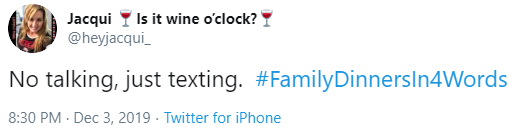 Jacqui 🍷 Is it wine o'clock?🍷
@heyjacqui_
No talking, just texting. #FamilyDinnersIn4Words
8:30 PM · Dec 3, 2019 · Twitter for iPhone